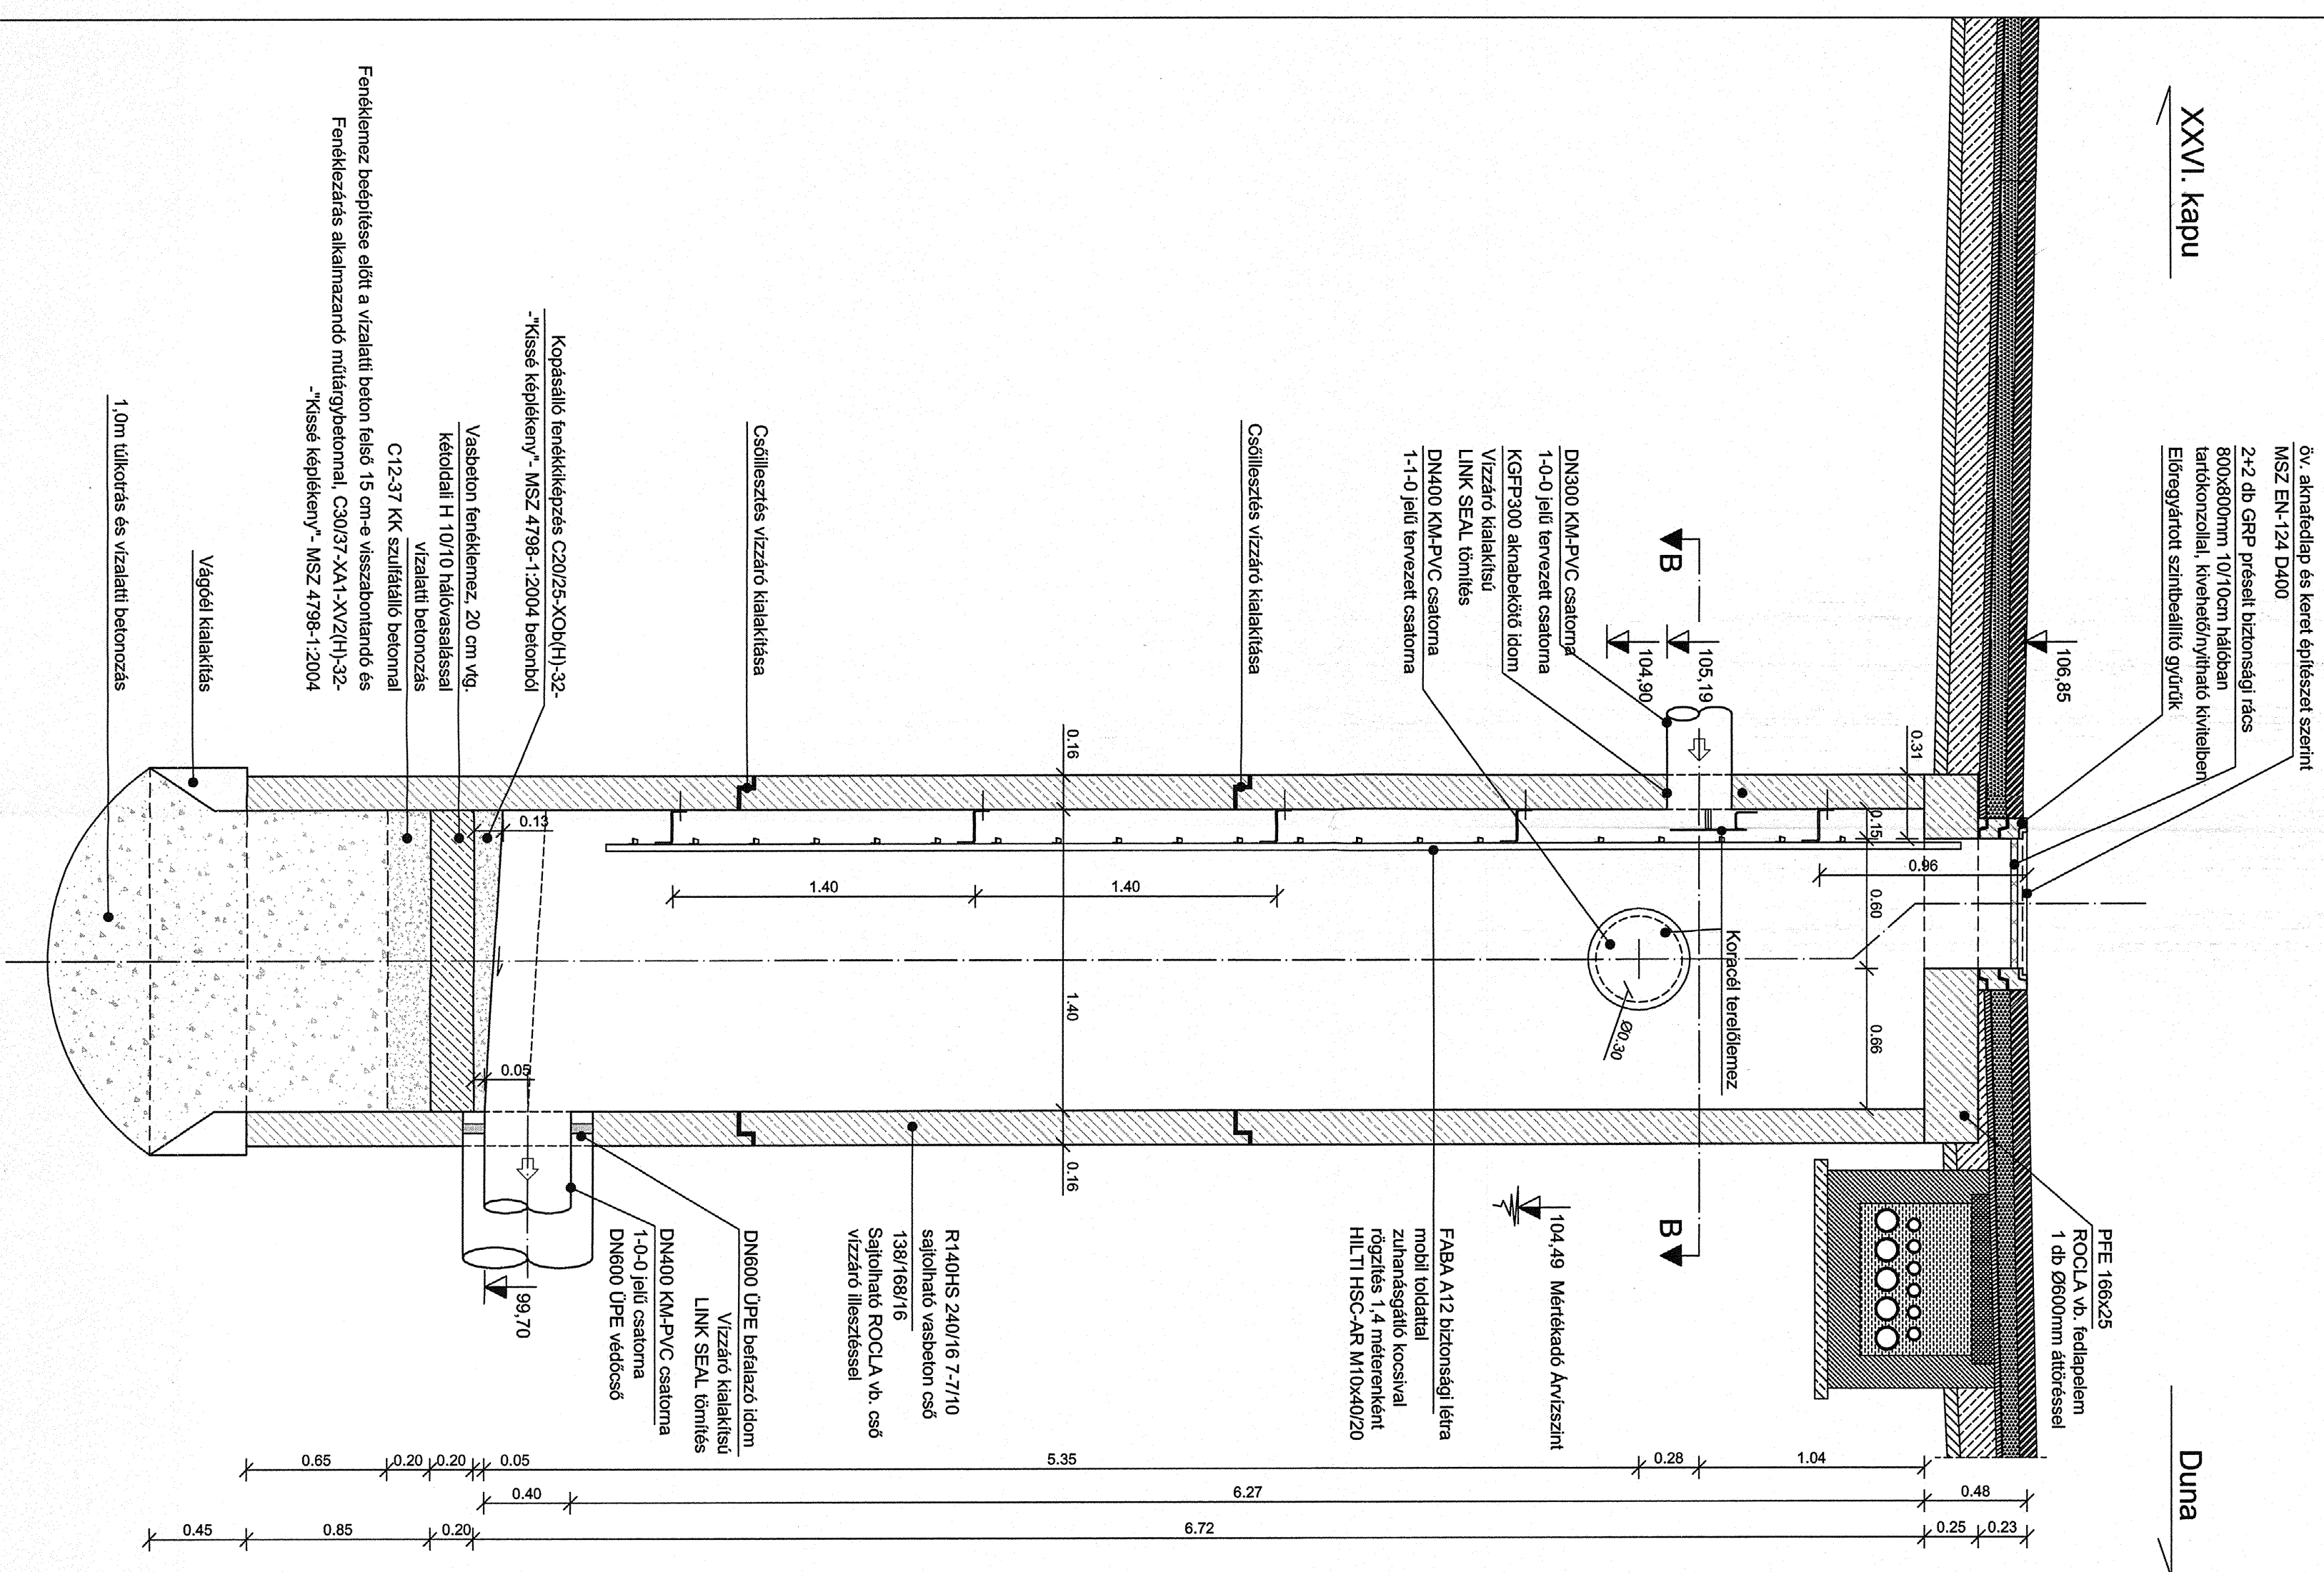 XXVI. kapu
Duna
öv. aknafedlap és keret építészet szerint
MSZ EN-124 D400
2+2 db GRP préselt biztonsági rács
800x800mm 10/10cm hálóban
tartókonzollal, kivehető/nyitható kivitelben
Előregyártott szintbeállító gyűrűk
106,85
105,19
104,90
B
B
DN300 KM-PVC csatorna
1-0-0 jelű tervezett csatorna
KGFP300 aknabekötő idom
Vízzáró kialakítsú
LINK SEAL tömítés
DN400 KM-PVC csatorna
1-1-0 jelű tervezett csatorna
Csőillesztés vízzáró kialakítása
Csőillesztés vízzáró kialakítása
Kopásálló fenékkiképzés C20/25-XOb(H)-32-
-"Kissé képlékeny"- MSZ 4798-1:2004 betonból
Vasbeton fenéklemez, 20 cm vtg.
kétoldali H 10/10 hálóvasalással
vízalatti betonozás
C12-37 KK szulfátálló betonnal
Fenéklemez beépítése előtt a vízalatti beton felső 15 cm-e visszabontandó és
Fenéklezárás alkalmazandó műtárgybetonnal, C30/37-XA1-XV2(H)-32-
-"Kissé képlékeny"- MSZ 4798-1:2004
Vágóél kialakítás
1,0m túlkotrás és vízalatti betonozás
0.31
0.15
0.96
0.60
0.66
Koracél terelőlemez
Ø0.30
0.16
1.40
0.16
1.40
1.40
0.13
0.05
PFE 166x25
ROCLA vb. fedlapelem
1 db Ø600mm áttöréssel
104,49 Mértékadó Árvízszint
FABA A12 biztonsági létra
mobil toldattal
zuhanásgátló kocsival
rögzítés 1,4 méterenként
HILTI HSC-AR M10x40/20
R140HS 240/16 7-7/10
sajtolható vasbeton cső
138/168/16
Sajtolható ROCLA vb. cső
vízzáró illesztéssel
DN600 ÜPE befalazó idom
Vízzáró kialakítsú
LINK SEAL tömítés
DN400 KM-PVC csatorna
1-0-0 jelű csatorna
DN600 ÜPE védőcső
99,70
0.65
0.20
0.20
0.05
5.35
0.28
1.04
0.40
6.27
0.48
0.45
0.85
0.20
6.72
0.25
0.23